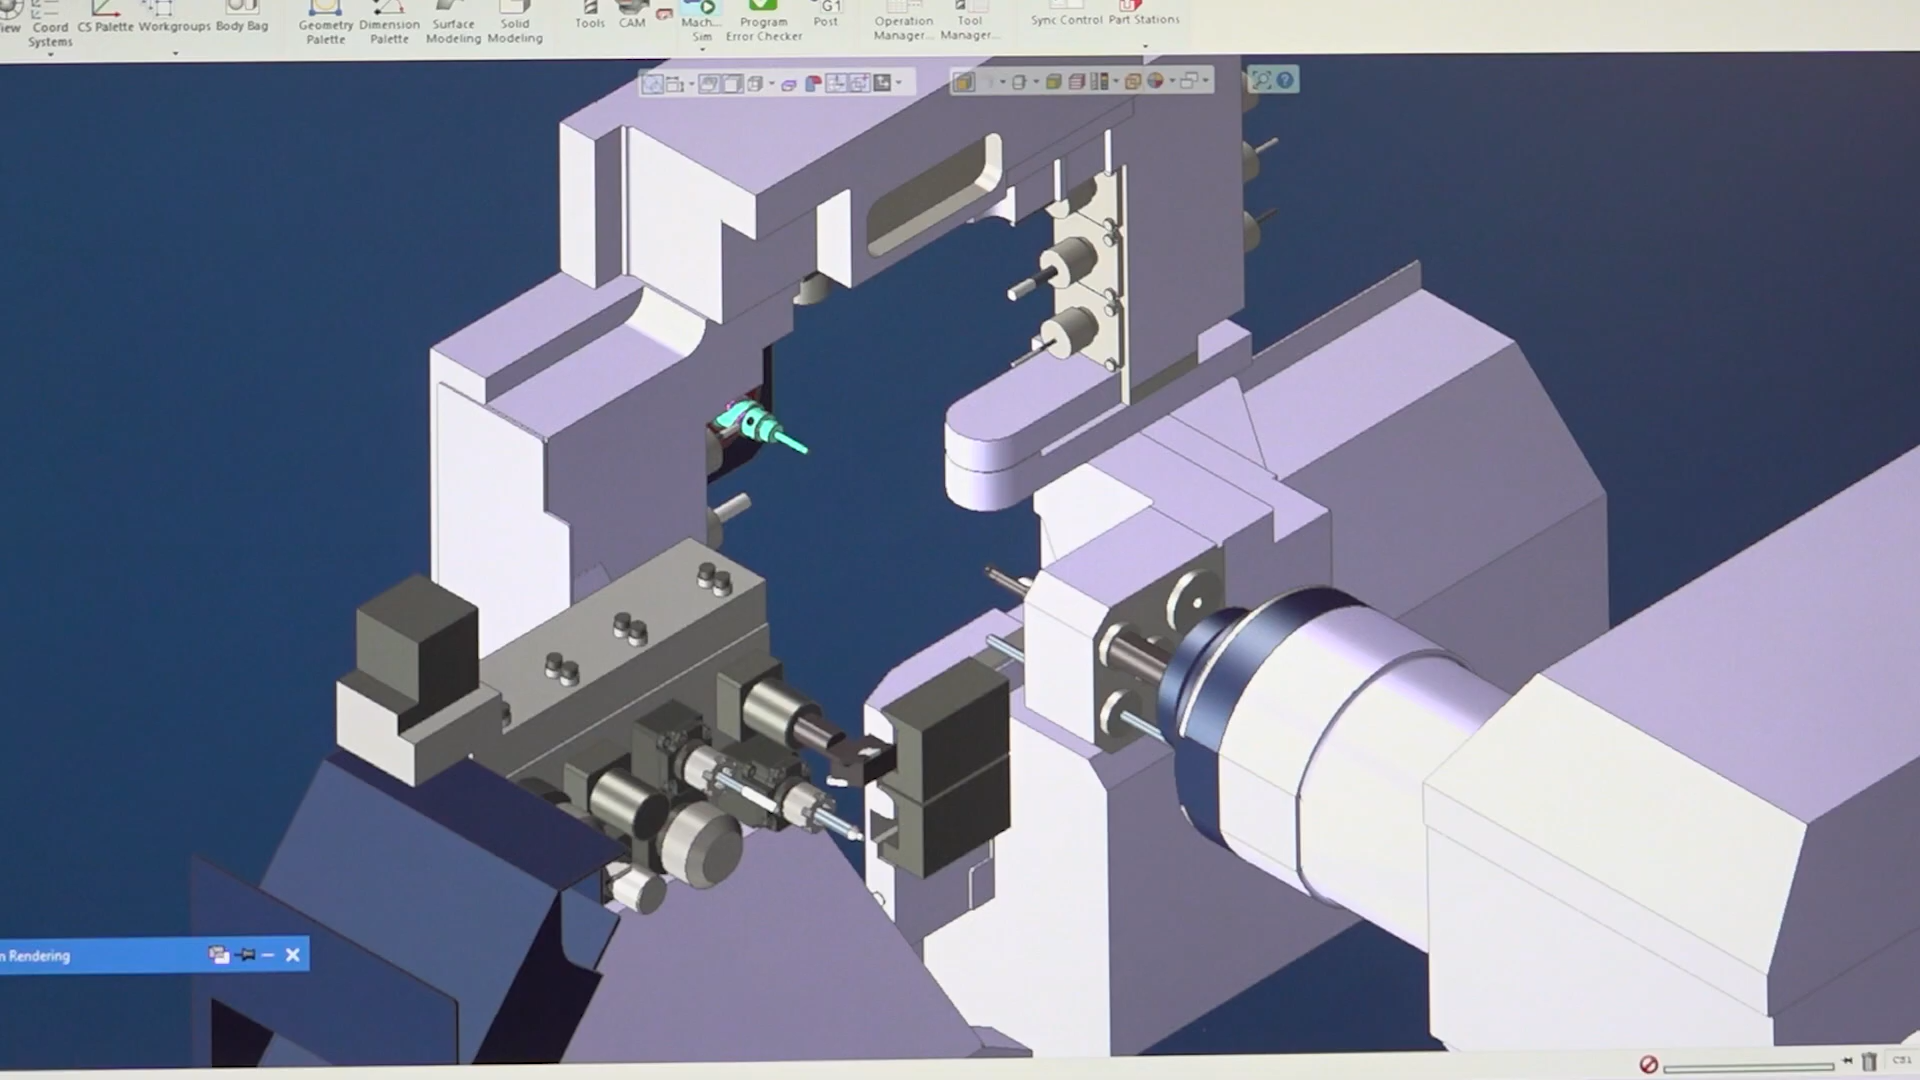 Coord Systems
CS Palette
Workgroups
Body Bag
Geometry Palette
Dimension Palette
Surface Modeling
Solid Modeling
Tools
CAM
Mach... Sim
Program Error Checker
G1
Post
Operation Manager...
Tool Manager...
Sync Control
Part Stations
Rendering
CS1